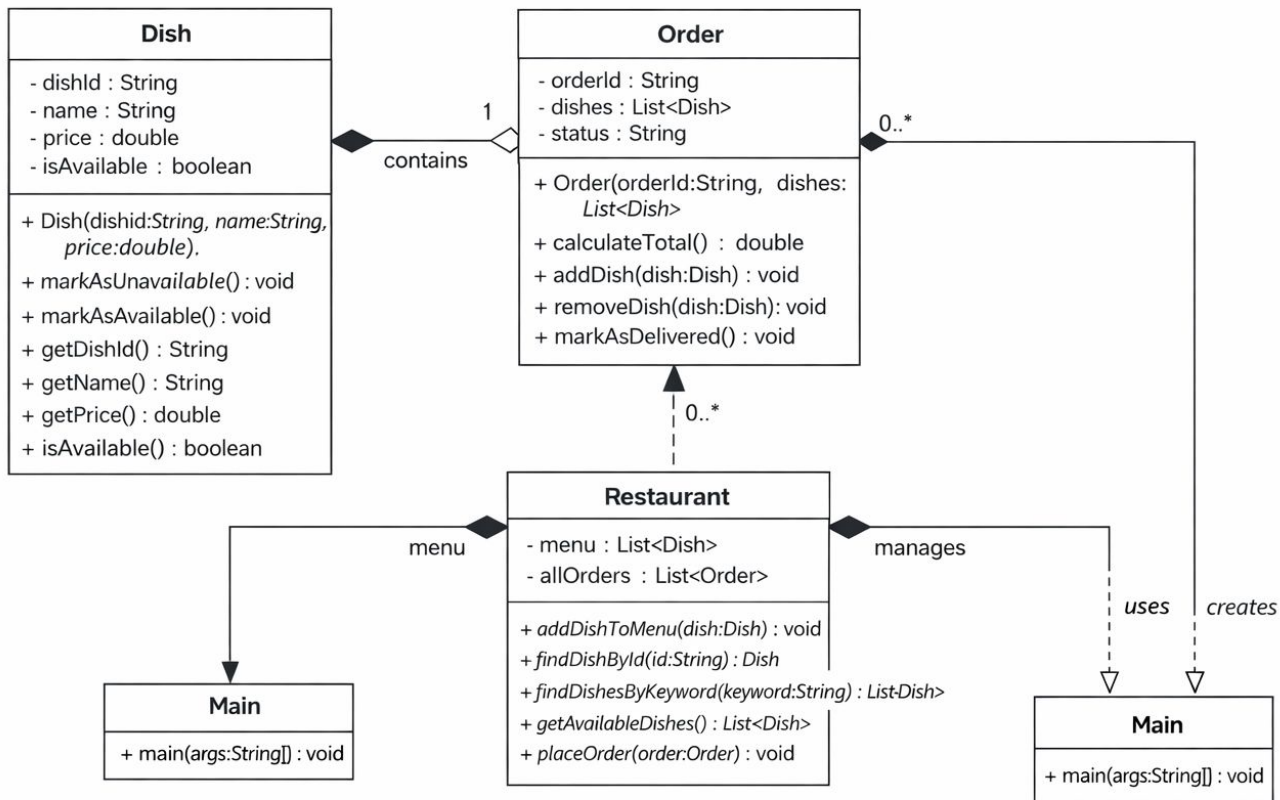 Dish
- dishId : String
- name : String
- price : double
- isAvailable : boolean
+ Dish(dishid:String, name:String,
price:double).
+ markAsUnavailable() : void
+ markAsAvailable() : void
+ getDishId() : String
+ getName() : String
+ getPrice() : double
+ isAvailable() : boolean
1
contains
Order
- orderId : String
- dishes : List<Dish>
- status : String
+ Order(orderId:String, dishes:
List<Dish>
+ calculateTotal() : double
+ addDish(dish:Dish) : void
+ removeDish(dish:Dish): void
+ markAsDelivered() : void
0..*
0..*
Restaurant
- menu : List<Dish>
- allOrders : List<Order>
+ addDishToMenu(dish:Dish) : void
+ findDishById(id:String) : Dish
+ findDishesByKeyword(keyword:String) : List-Dish>
+ getAvailableDishes() : List<Dish>
+ placeOrder(order:Order) : void
menu
manages
uses
creates
Main
+ main(args:String[]) : void
Main
+ main(args:String[]) : void